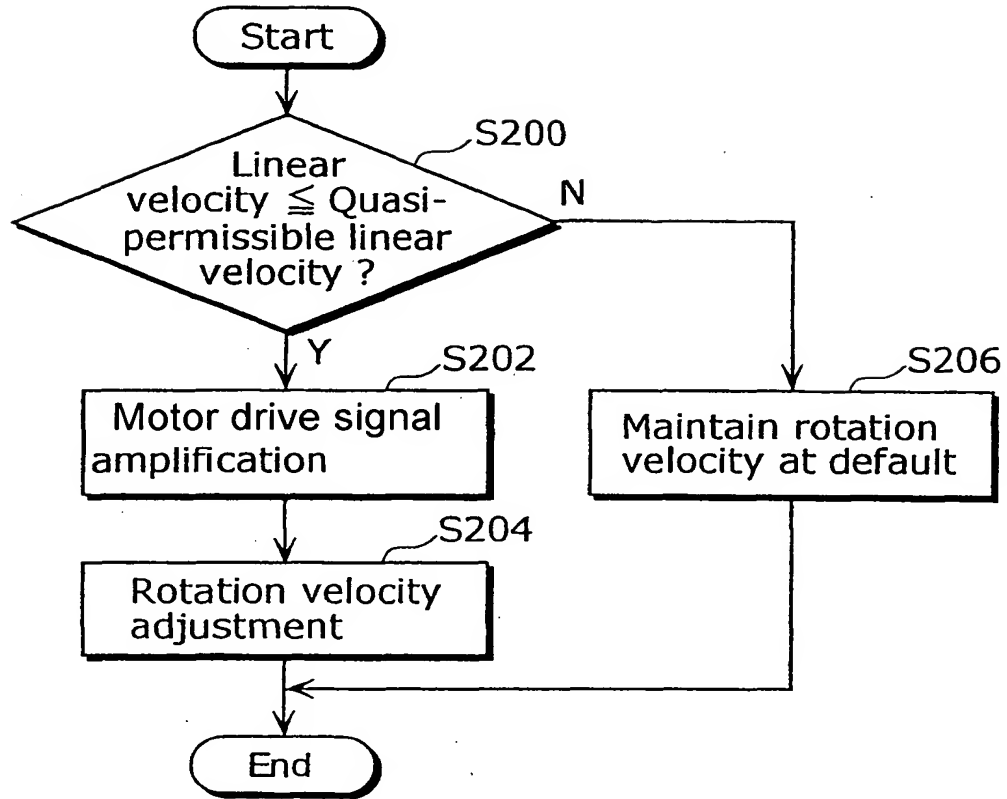 Start
S200
Linear
velocity ≦ Quasi-
permissible linear
velocity ?
N
Y
S202
Motor drive signal
amplification
S206
Maintain rotation
velocity at default
S204
Rotation velocity
adjustment
End